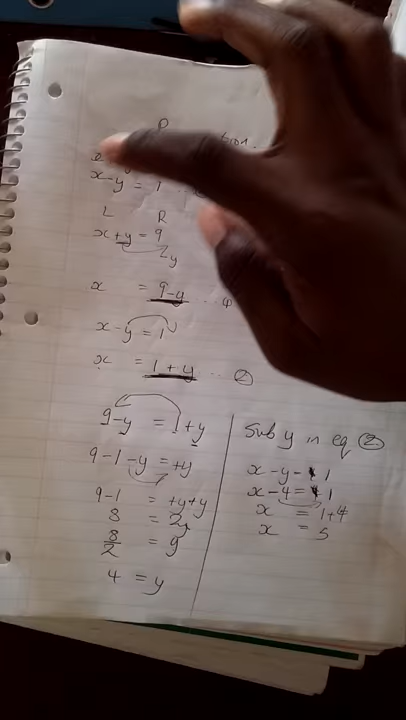 x - y = 1
L R
x + y = 9
x = 9 - y
x - y = 1
x = 1 + y ... ②
9 - y = 1 + y
9 - 1 - y = + y
9 - 1 = + y + y
8 = 2y
8/2 = y
4 = y
Sub y in eq ②
x - y - 1
x - 4 = 1
x = 1 + 4
x = 5